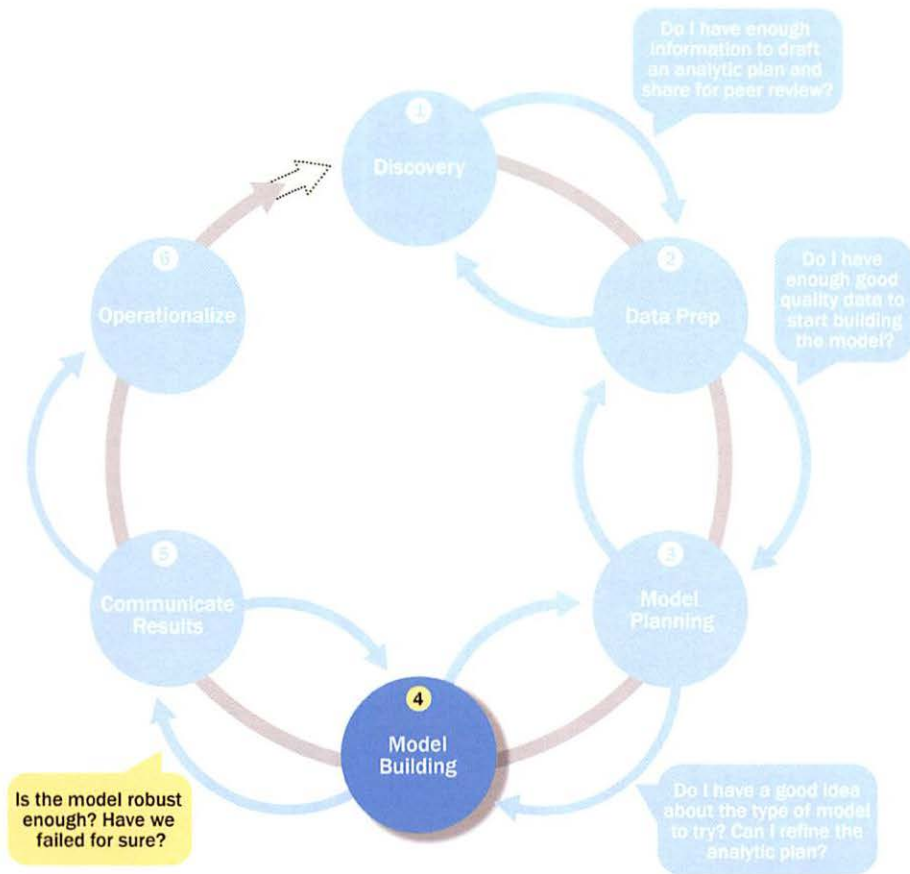 Do I have enough
information to draft
an analytic plan and
share for peer review?
1
Discovery
2
Data Prep
Do I have
enough good
quality data to
start building
the model?
3
Model
Planning
Do I have a good idea
about the type of model
to try? Can I refine the
analytic plan?
4
Model
Building
Is the model robust
enough? Have we
failed for sure?
5
Communicate
Results
6
Operationalize